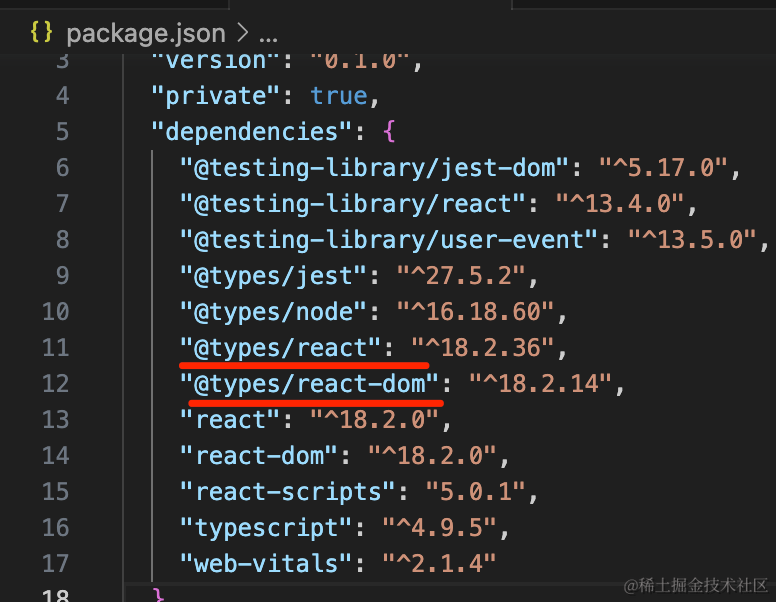 {} package.json > ...
3 "version": "0.1.0",
4 "private": true,
5 "dependencies": {
6 "@testing-library/jest-dom": "^5.17.0",
7 "@testing-library/react": "^13.4.0",
8 "@testing-library/user-event": "^13.5.0",
9 "@types/jest": "^27.5.2",
10 "@types/node": "^16.18.60",
11 "@types/react": "^18.2.36",
12 "@types/react-dom": "^18.2.14",
13 "react": "^18.2.0",
14 "react-dom": "^18.2.0",
15 "react-scripts": "5.0.1",
16 "typescript": "^4.9.5",
17 "web-vitals": "^2.1.4"
18 }
@稀土掘金技术社区